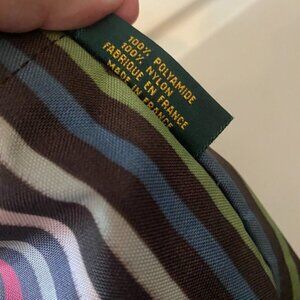 100% POLYAMIDE
100% NYLON
FABRIQUE EN FRANCE
MADE IN FRANCE